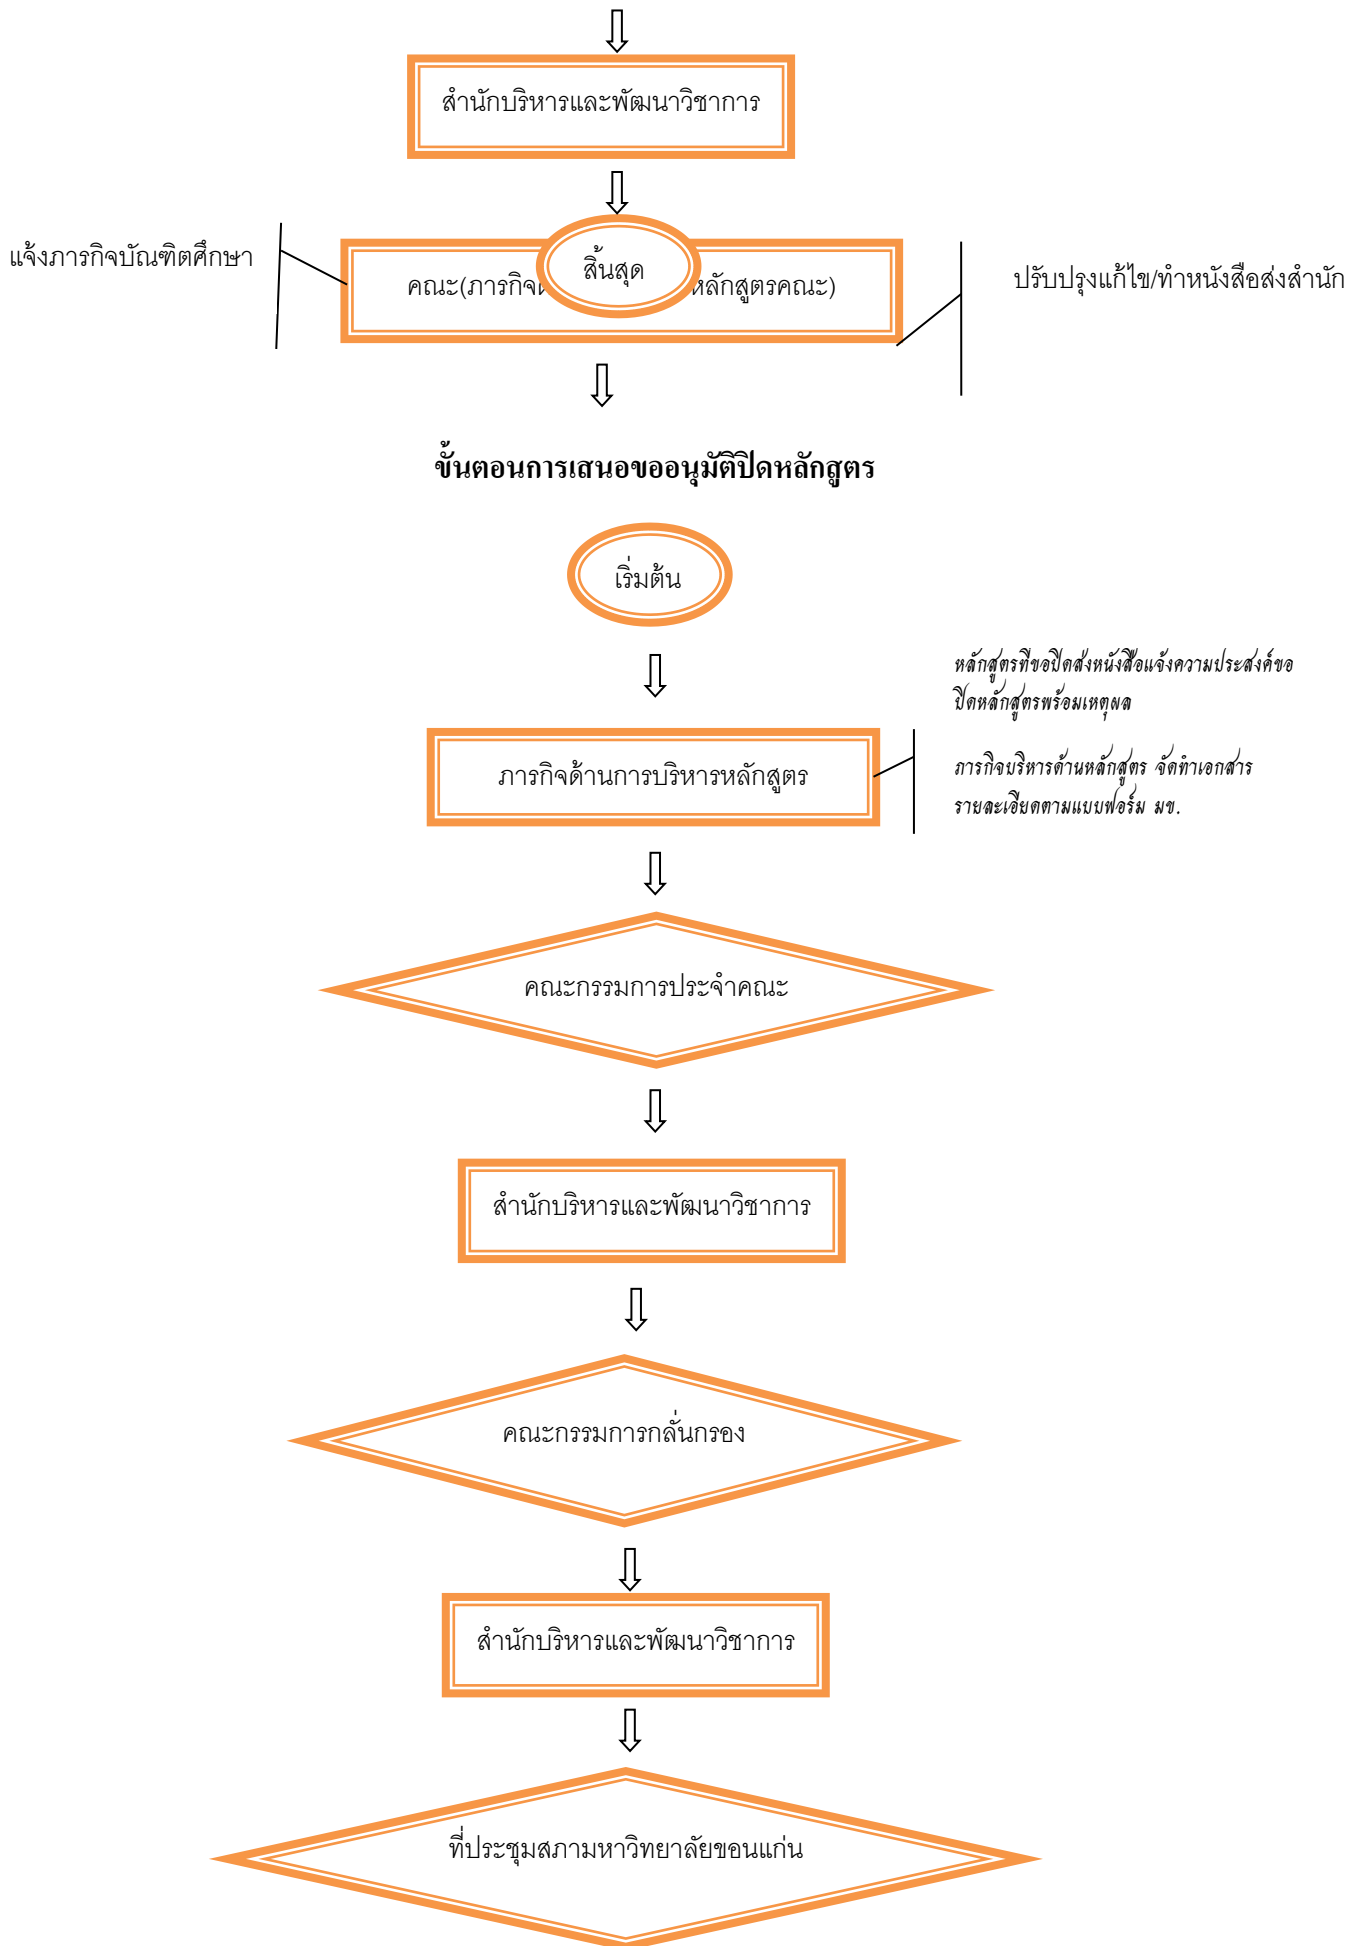 สำนักบริหารและพัฒนาวิชาการ
แจ้งภารกิจบัณฑิตศึกษา
สิ้นสุด
คณะ(ภารกิจ หลักสูตรคณะ)
ปรับปรุงแก้ไข/ทำหนังสือส่งสำนัก
ขั้นตอนการเสนอขออนุมัติปิดหลักสูตร
เริ่มต้น
หลักสูตรที่ขอปิดส่งหนังสือแจ้งความประสงค์ขอ
ปิดหลักสูตรพร้อมเหตุผล
ภารกิจด้านการบริหารหลักสูตร
ภารกิจบริหารด้านหลักสูตร จัดทำเอกสาร
รายละเอียดตามแบบฟอร์ม มข.
คณะกรรมการประจำคณะ
สำนักบริหารและพัฒนาวิชาการ
คณะกรรมการกลั่นกรอง
สำนักบริหารและพัฒนาวิชาการ
ที่ประชุมสภามหาวิทยาลัยขอนแก่น